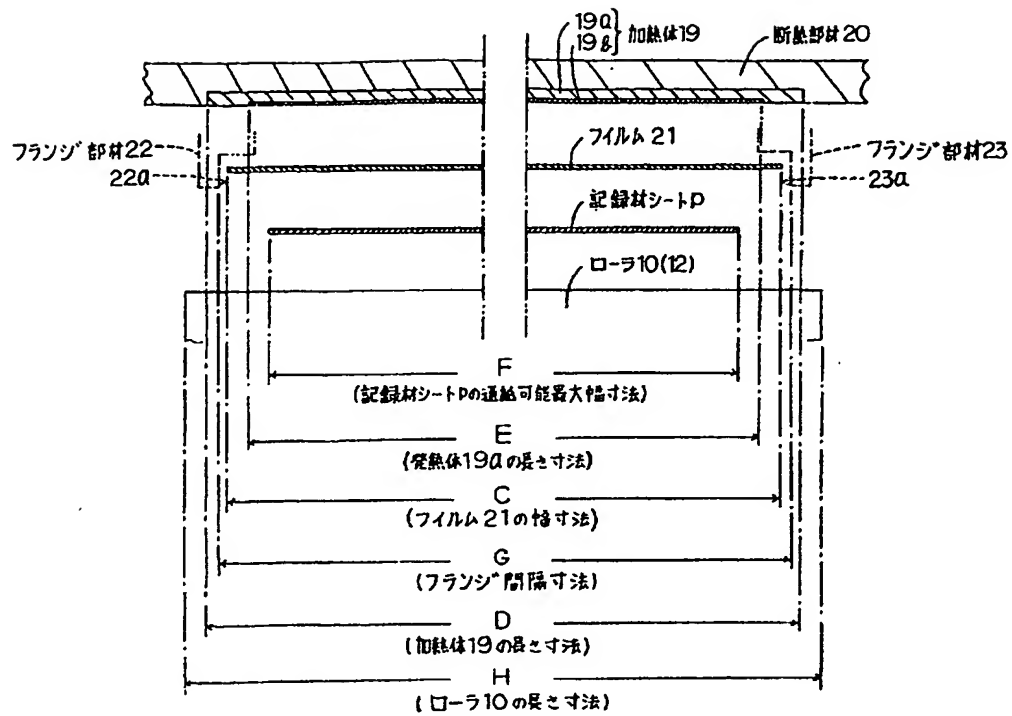 19a
19b} 加熱体19
断熱部材20
フランジ部材22
22a
フイルム21
フランジ部材23
23a
記録材シートP
ローラ10(12)
F
(記録材シートPの通紙可能最大幅寸法)
E
(発熱体19aの長さ寸法)
C
(フイルム21の幅寸法)
G
(フランジ間隔寸法)
D
(加熱体19の長さ寸法)
H
(ローラ10の長さ寸法)